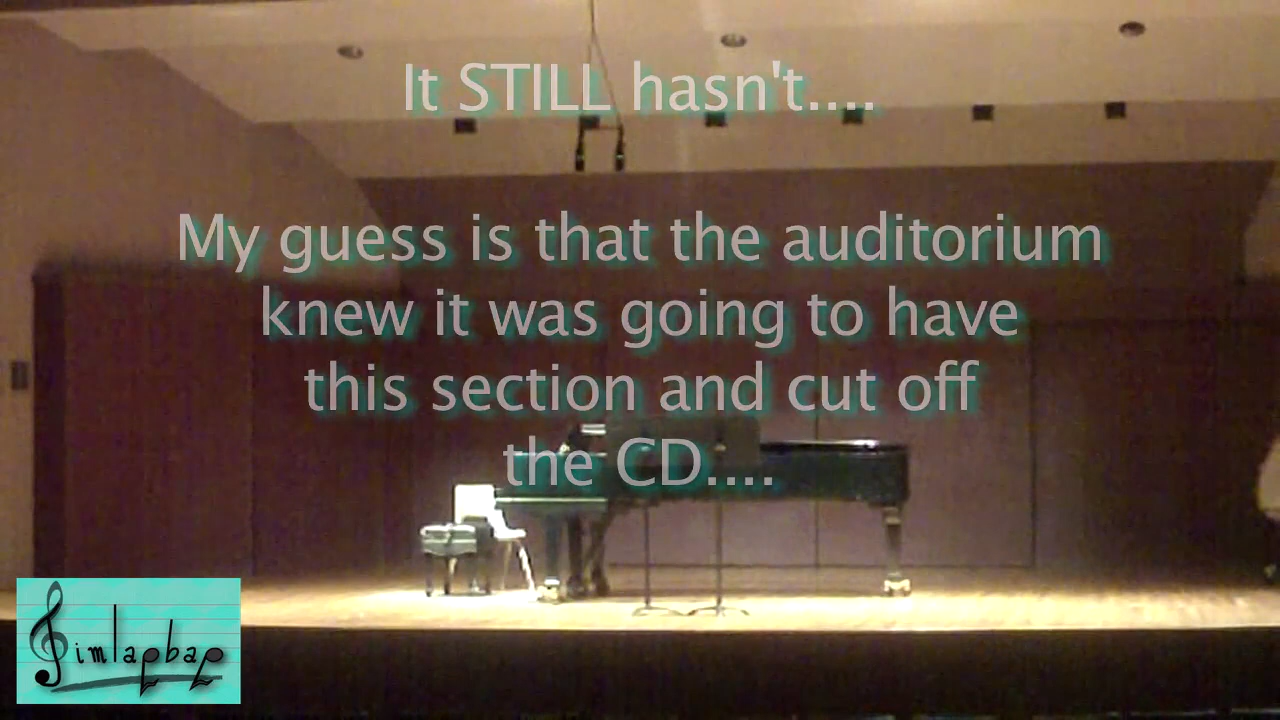 It STILL hasn't....
My guess is that the auditorium
knew it was going to have
this section and cut off
the CD....
imlapbap